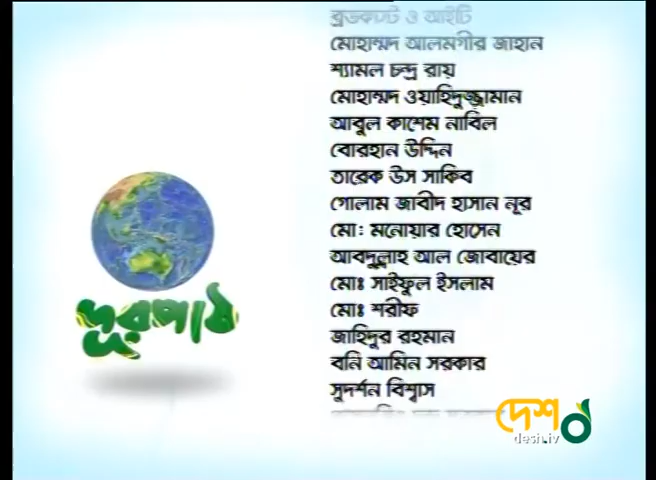 ব্রডকাস্ট ও আইটি
মোহাম্মদ আলমগীর জাহান
শ্যামল চন্দ্র রায়
মোহাম্মদ ওয়াহিদুজ্জামান
আবুল কাশেম নাবিল
বোরহান উদ্দিন
তারেক উস সাকিব
গোলাম জাবীদ হাসান নূর
মো: মনোয়ার হোসেন
আবদুল্লাহ আল জোবায়ের
মোঃ সাইফুল ইসলাম
মোঃ শরীফ
জাহিদুর রহমান
বনি আমিন সরকার
সুদর্শন বিশ্বাস
দূরপাঠ
দেশ
desh.tv